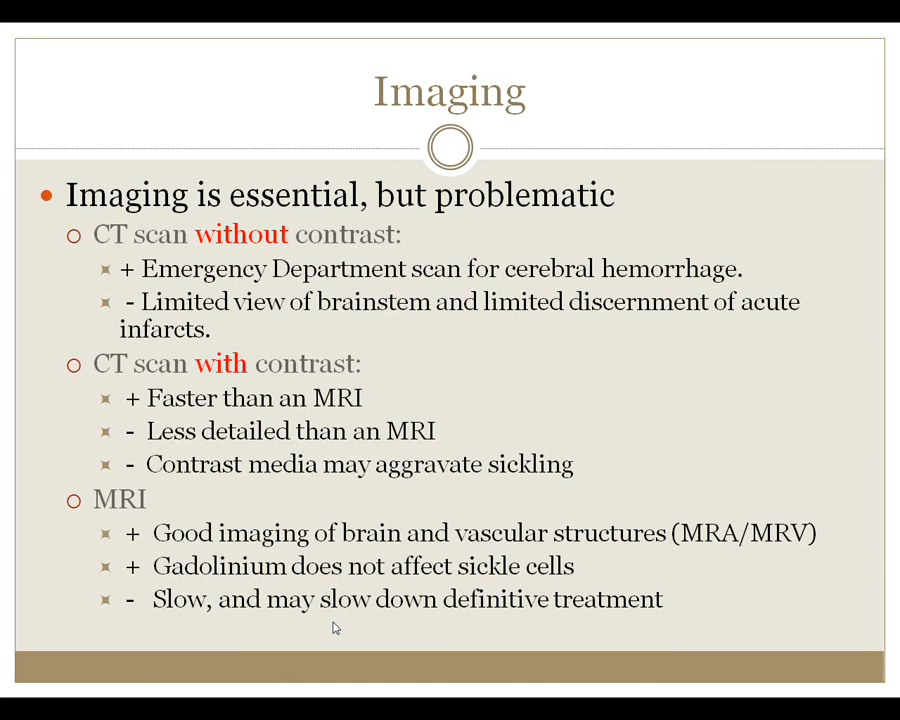 Imaging
Imaging is essential, but problematic
CT scan without contrast:
+ Emergency Department scan for cerebral hemorrhage.
- Limited view of brainstem and limited discernment of acute
infarcts.
CT scan with contrast:
+ Faster than an MRI
- Less detailed than an MRI
- Contrast media may aggravate sickling
MRI
+ Good imaging of brain and vascular structures (MRA/MRV)
+ Gadolinium does not affect sickle cells
- Slow, and may slow down definitive treatment